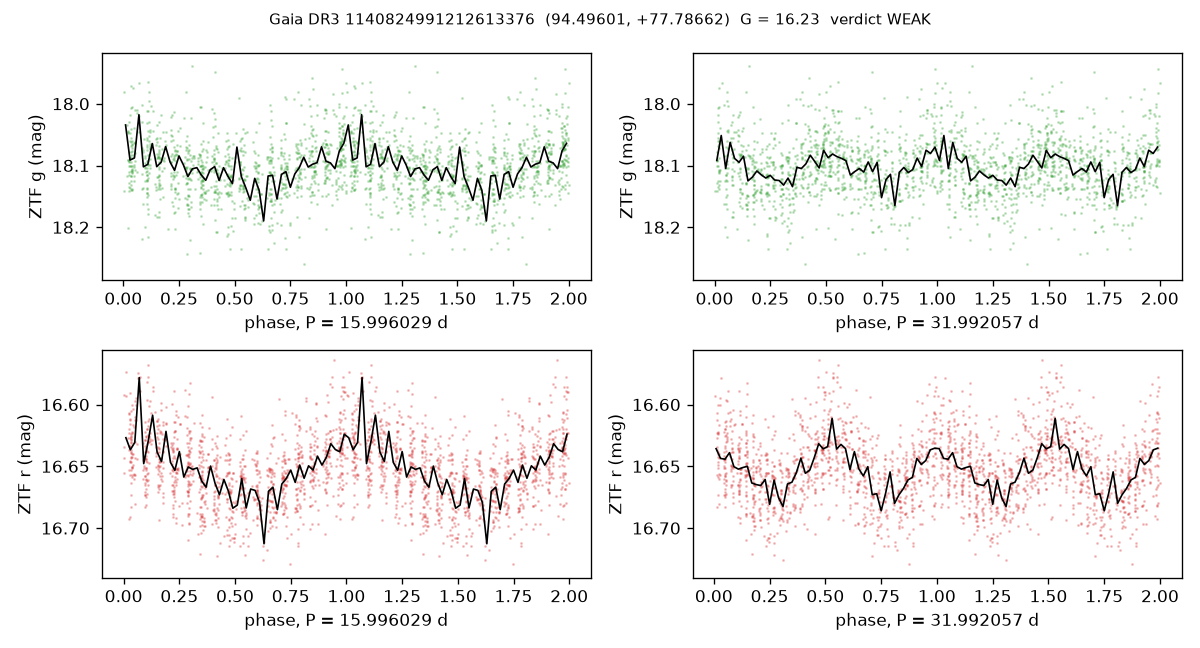 Gaia DR3 1140824991212613376 (94.49601, +77.78662) G = 16.23 verdict WEAK
ZTF g (mag)
18.0
18.1
18.2
0.00 0.25 0.50 0.75 1.00 1.25 1.50 1.75 2.00
phase, P = 15.996029 d
ZTF g (mag)
18.0
18.1
18.2
0.00 0.25 0.50 0.75 1.00 1.25 1.50 1.75 2.00
phase, P = 31.992057 d
ZTF r (mag)
16.60
16.65
16.70
0.00 0.25 0.50 0.75 1.00 1.25 1.50 1.75 2.00
phase, P = 15.996029 d
ZTF r (mag)
16.60
16.65
16.70
0.00 0.25 0.50 0.75 1.00 1.25 1.50 1.75 2.00
phase, P = 31.992057 d